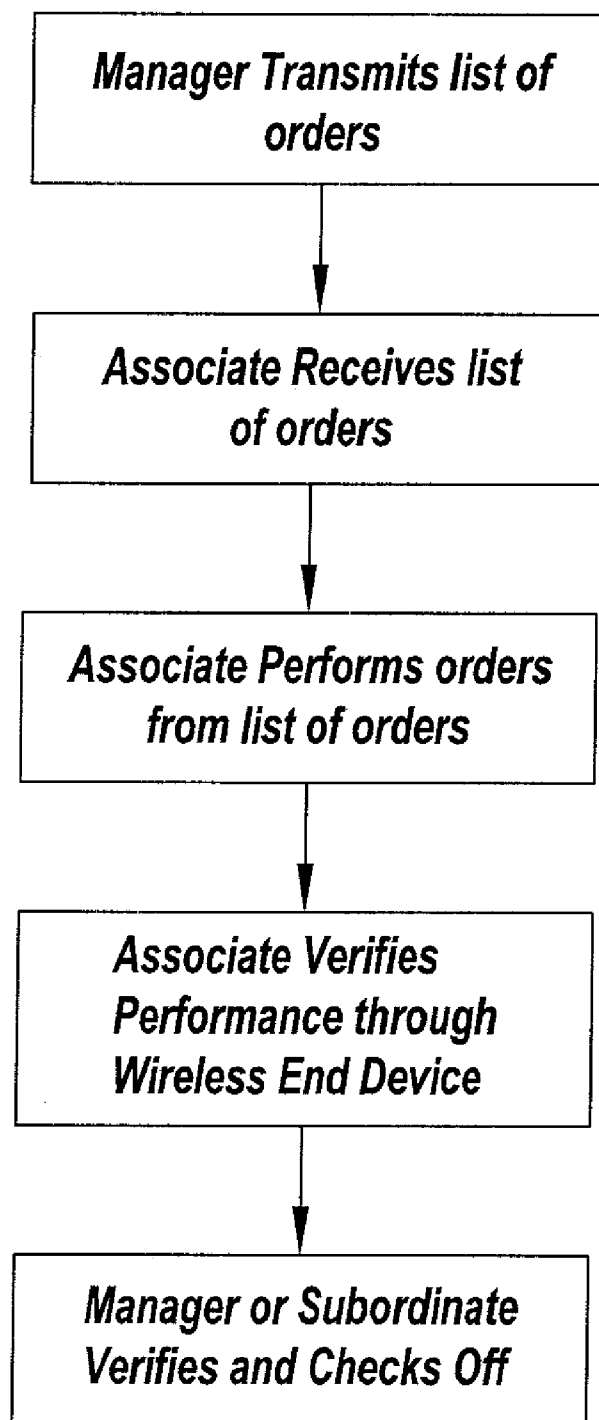 Manager Transmits list of
orders
Associate Receives list
of orders
Associate Performs orders
from list of orders
Associate Verifies
Performance through
Wireless End Device
Manager or Subordinate
Verifies and Checks Off